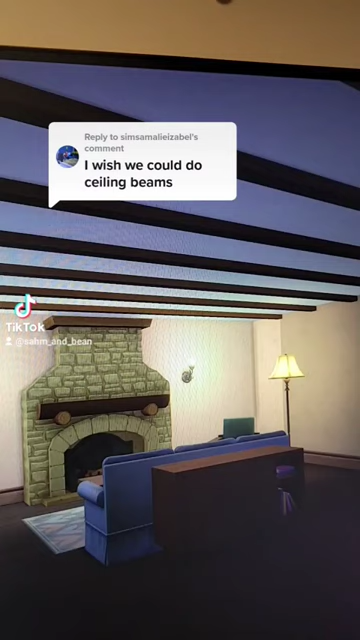 Reply to simsamalieizabel's
comment
I wish we could do
ceiling beams
TikTok
@sahm_and_bean